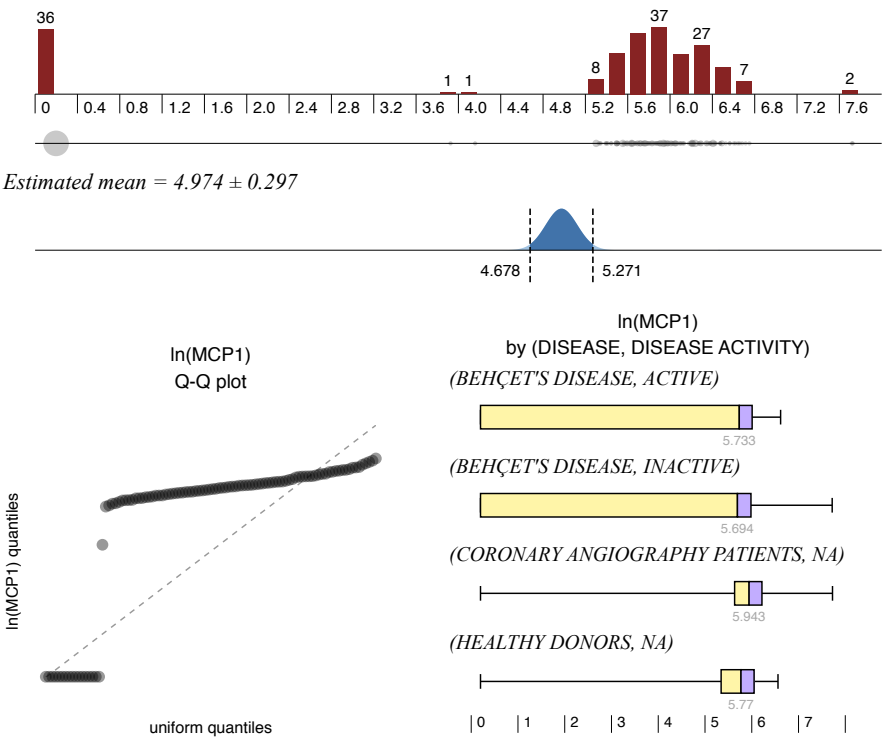 36 1 1 8 37 27 7 2
0 0.4 0.8 1.2 1.6 2.0 2.4 2.8 3.2 3.6 4.0 4.4 4.8 5.2 5.6 6.0 6.4 6.8 7.2 7.6
Estimated mean = 4.974 ± 0.297
4.678 5.271
ln(MCP1)
Q-Q plot
ln(MCP1) quantiles
uniform quantiles
ln(MCP1)
by (DISEASE, DISEASE ACTIVITY)
(BEHÇET'S DISEASE, ACTIVE)
5.733
(BEHÇET'S DISEASE, INACTIVE)
5.694
(CORONARY ANGIOGRAPHY PATIENTS, NA)
5.943
(HEALTHY DONORS, NA)
5.77
0 1 2 3 4 5 6 7